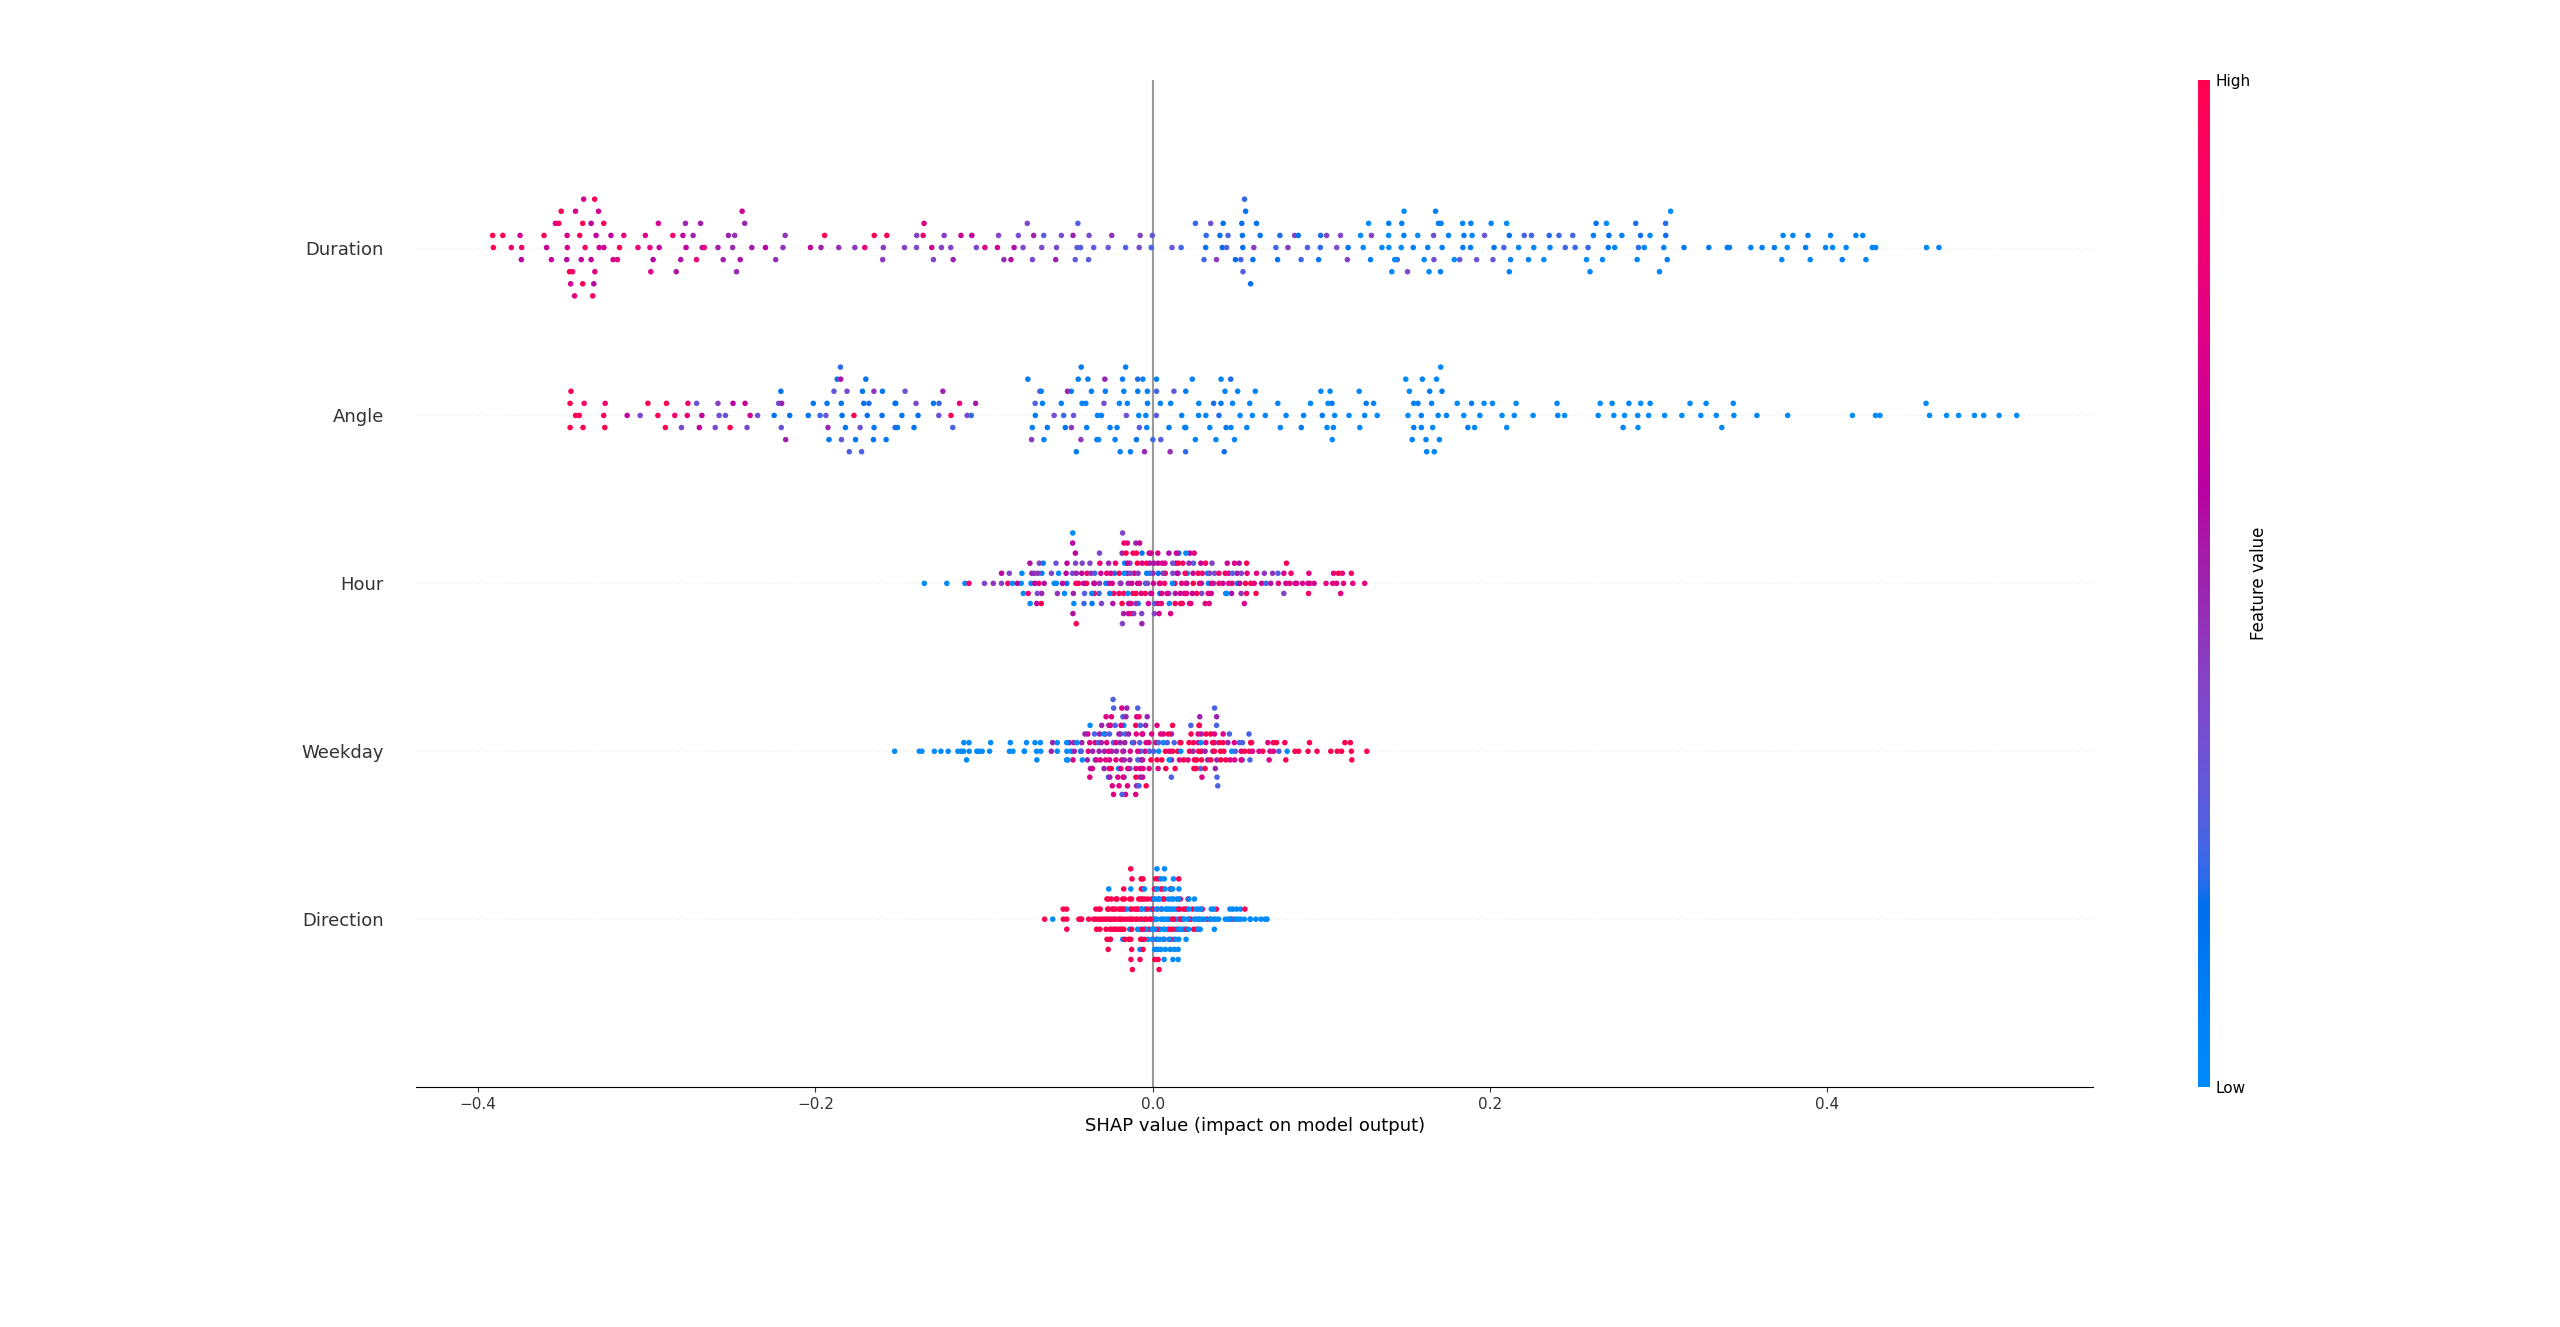 High
Duration
Angle
Hour
Weekday
Direction
Feature value
Low
−0.4
−0.2
0.0
0.2
0.4
SHAP value (impact on model output)